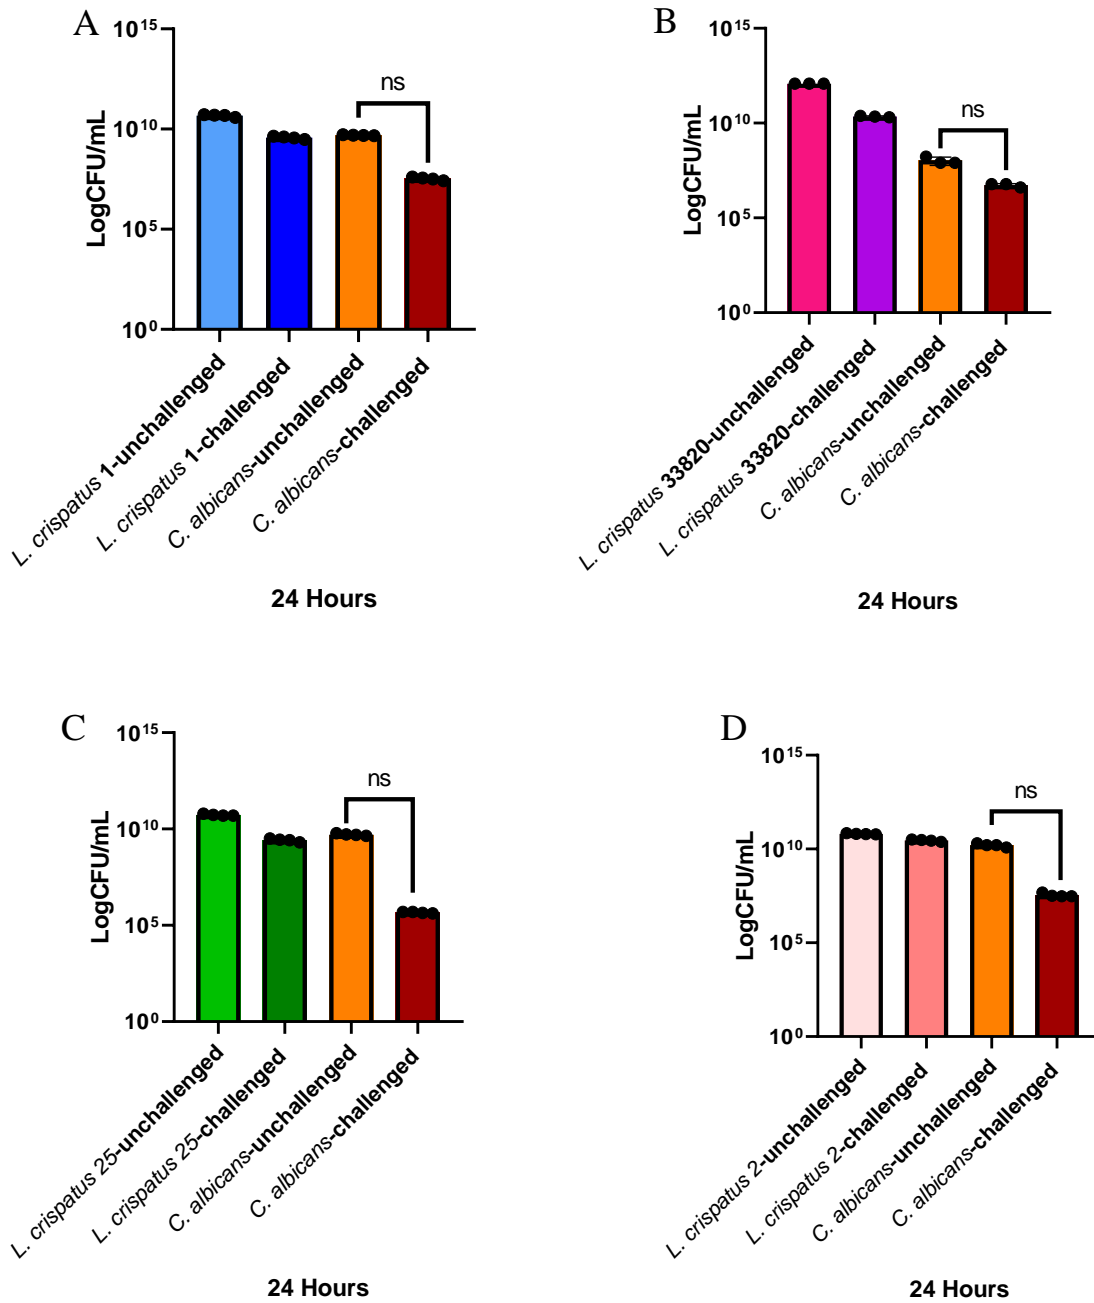 A
LogCFU/mL
10¹⁵
10¹⁰
10⁵
10⁰
ns
L. crispatus 1-unchallenged
L. crispatus 1-challenged
C. albicans-unchallenged
C. albicans-challenged
24 Hours
B
LogCFU/mL
10¹⁵
10¹⁰
10⁵
10⁰
ns
L. crispatus 33820-unchallenged
L. crispatus 33820-challenged
C. albicans-unchallenged
C. albicans-challenged
24 Hours
C
LogCFU/mL
10¹⁵
10¹⁰
10⁵
10⁰
ns
L. crispatus 25-unchallenged
L. crispatus 25-challenged
C. albicans-unchallenged
C. albicans-challenged
24 Hours
D
LogCFU/mL
10¹⁵
10¹⁰
10⁵
10⁰
ns
L. crispatus 2-unchallenged
L. crispatus 2-challenged
C. albicans-unchallenged
C. albicans-challenged
24 Hours